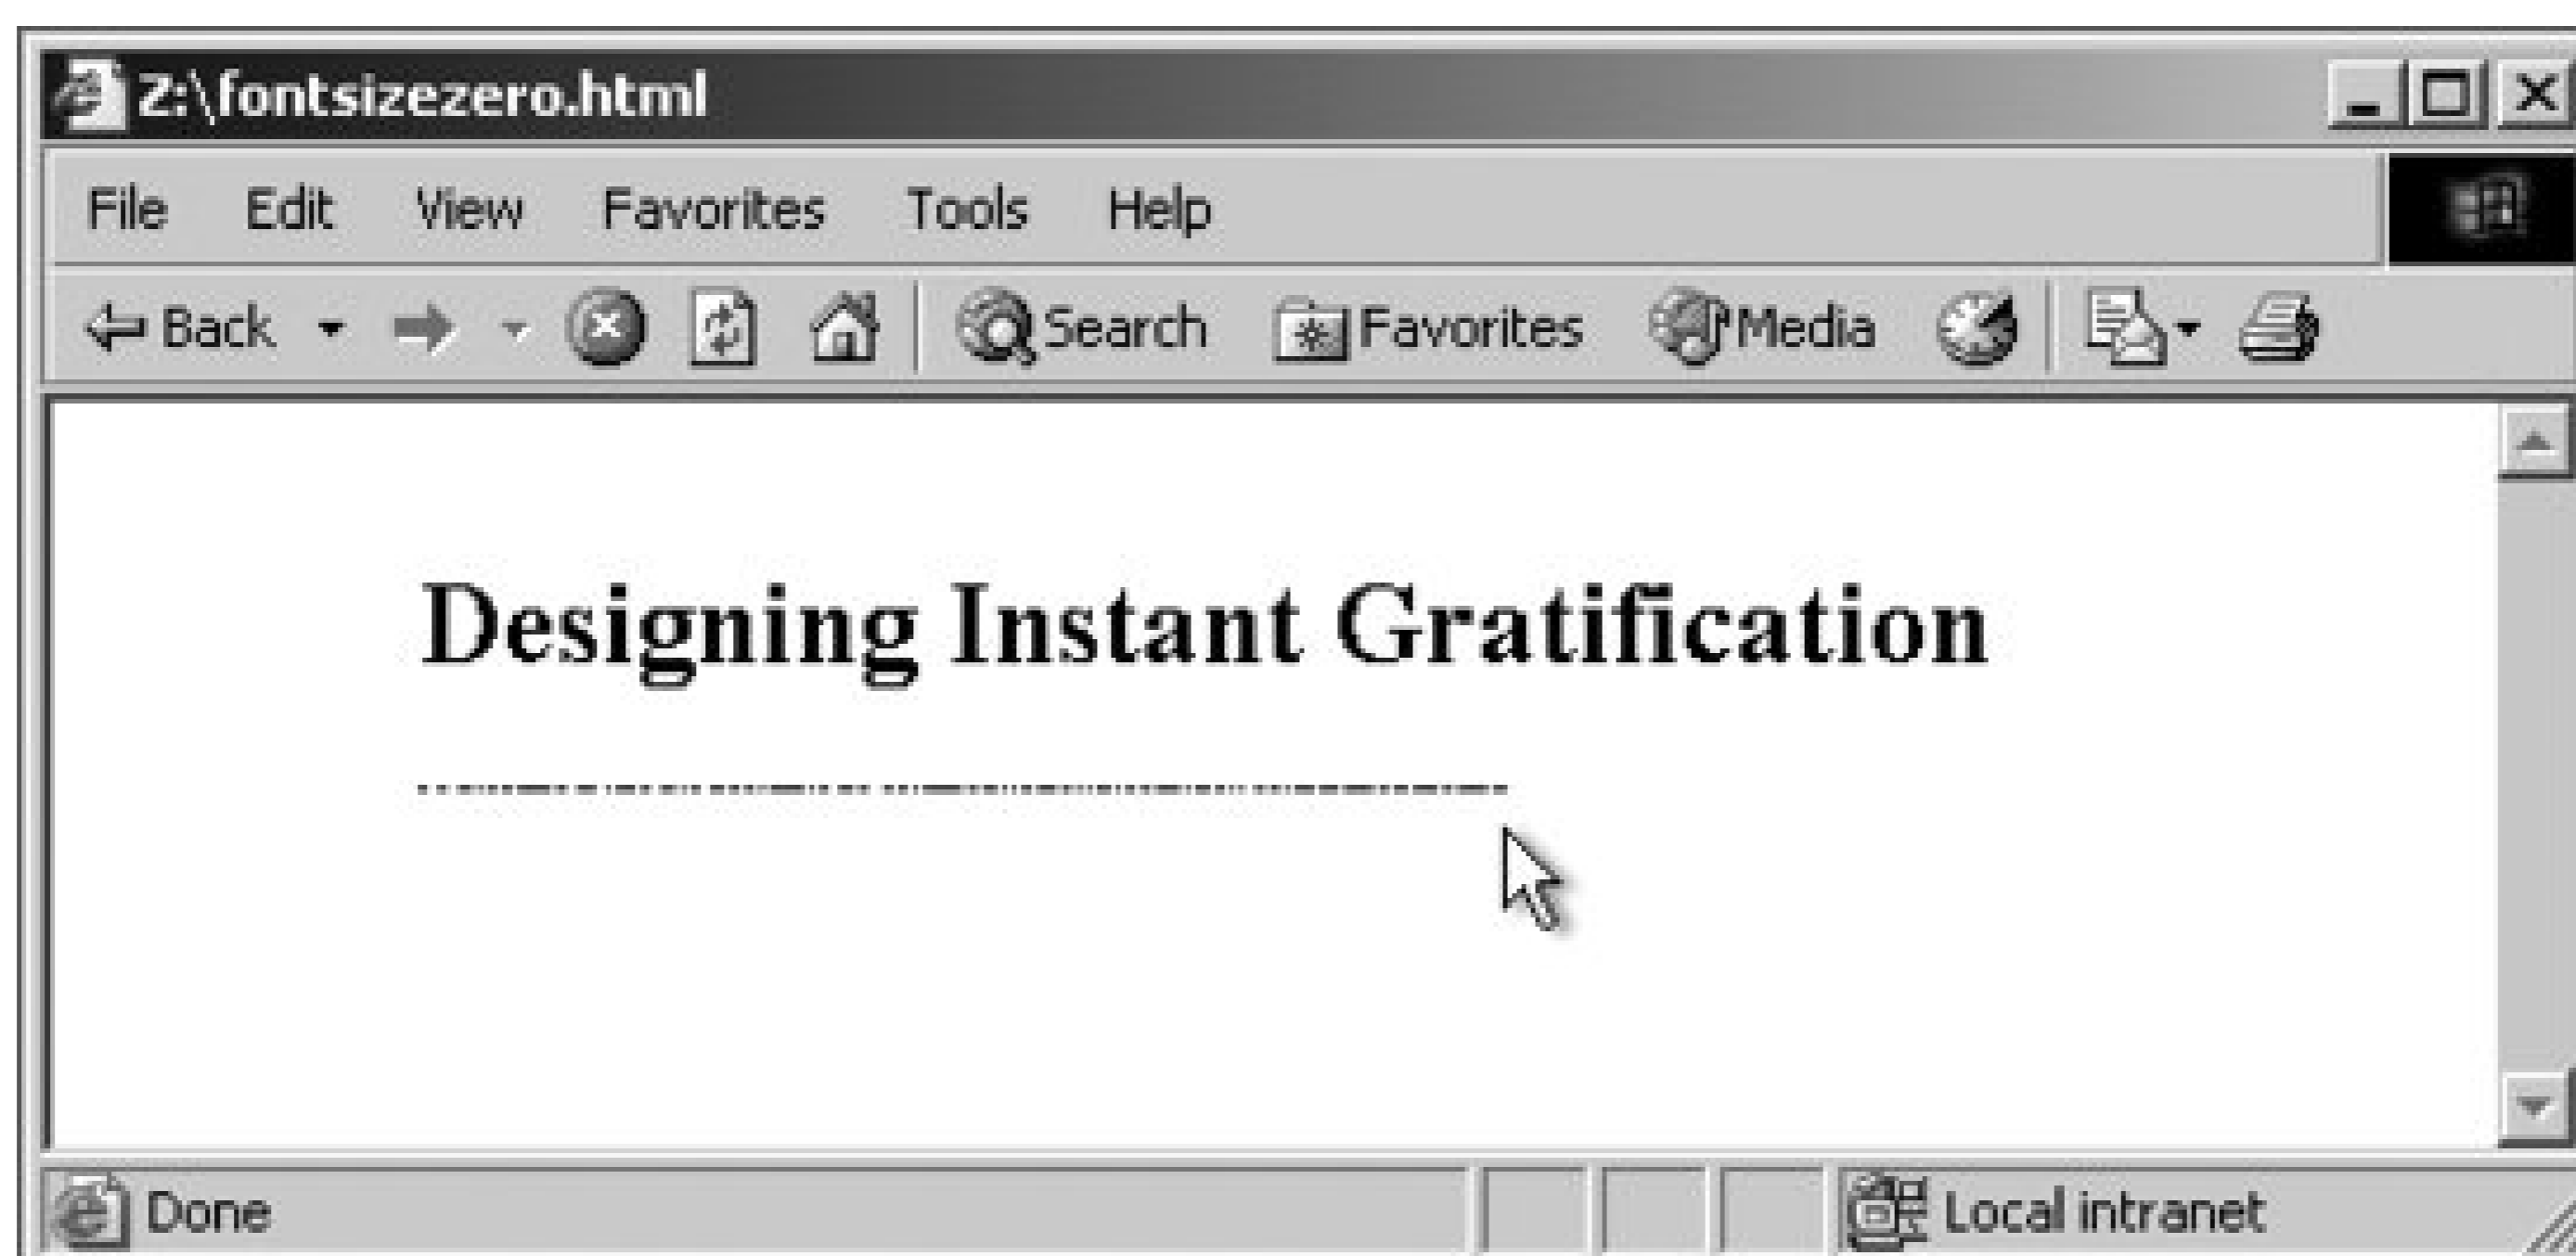 Z:\fontsizezero.html
File Edit View Favorites Tools Help
Back Search Favorites Media
Designing Instant Gratification
Done Local intranet